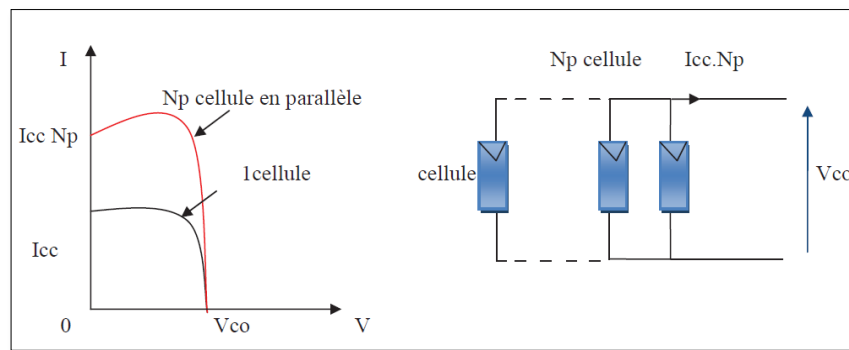 I
Np cellule en parallèle
Icc Np
1cellule
Icc
0
Vco
V
Np cellule
Icc.Np
cellule
Vco